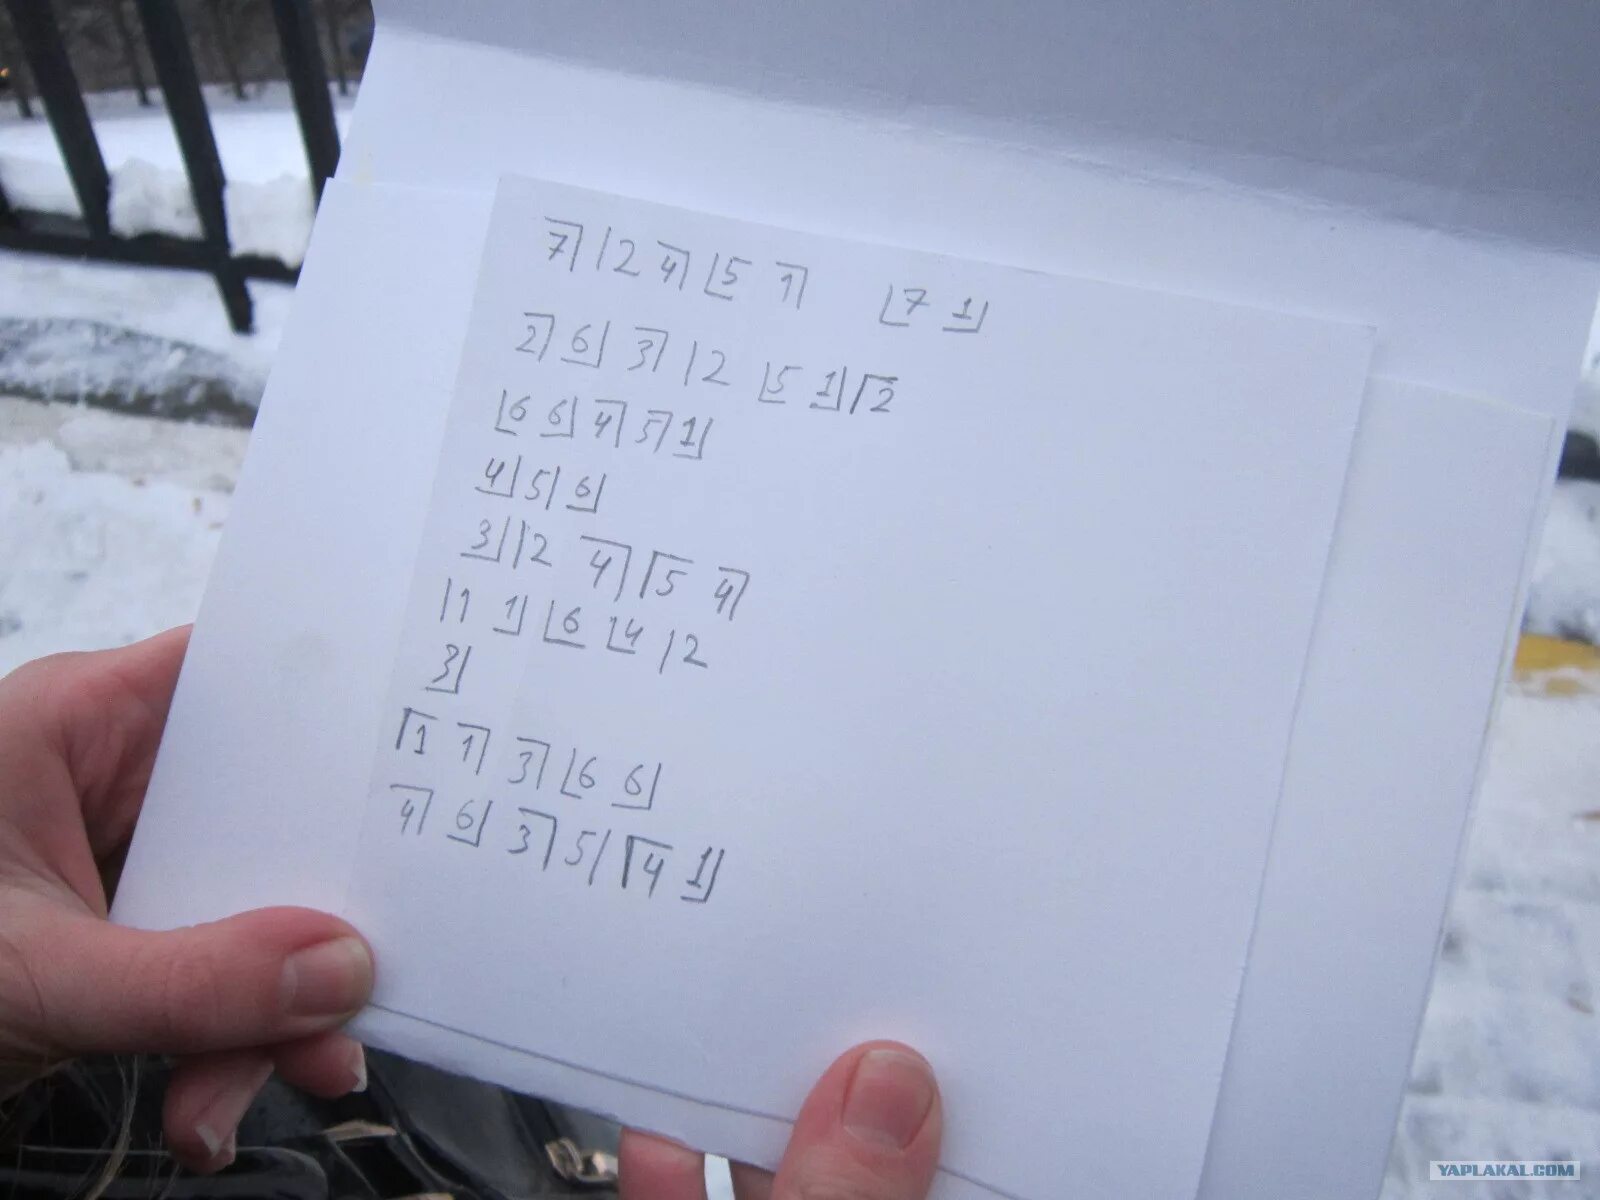 7̅| |2 4̅| |5̲ 1̅| |7̲ 1̲|
2̅| 6̲| 3̅| |2 |5̲ 1̲| |2̅
|6̲ 6̲| 4̅| 5̅| 1̲|
4̲| 5| 6̲|
3̲| |2 4̅| |5̅ 4̅|
|1 1̲| |6̲ |4̲ |2
3̲|
|1̅ 1̅| 3̅| |6̲ 6̲|
4̅| 6̲| 3̅| 5| |4̅ 1̲|
YAPLAKAL.COM